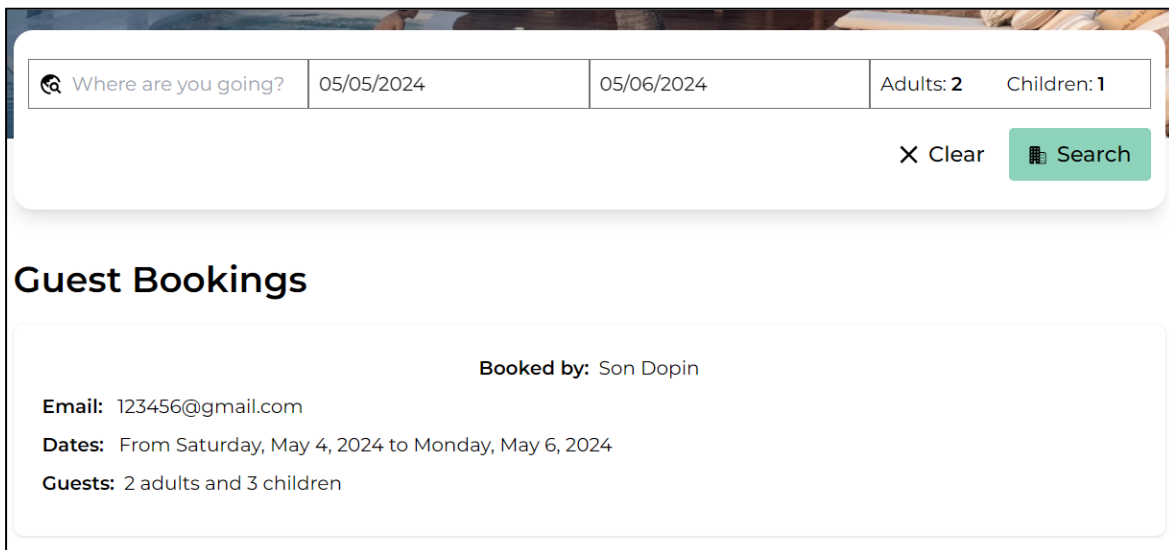 Where are you going? 05/05/2024 05/06/2024 Adults: 2 Children: 1
Clear Search
Guest Bookings
Booked by: Son Dopin
Email: 123456@gmail.com
Dates: From Saturday, May 4, 2024 to Monday, May 6, 2024
Guests: 2 adults and 3 children